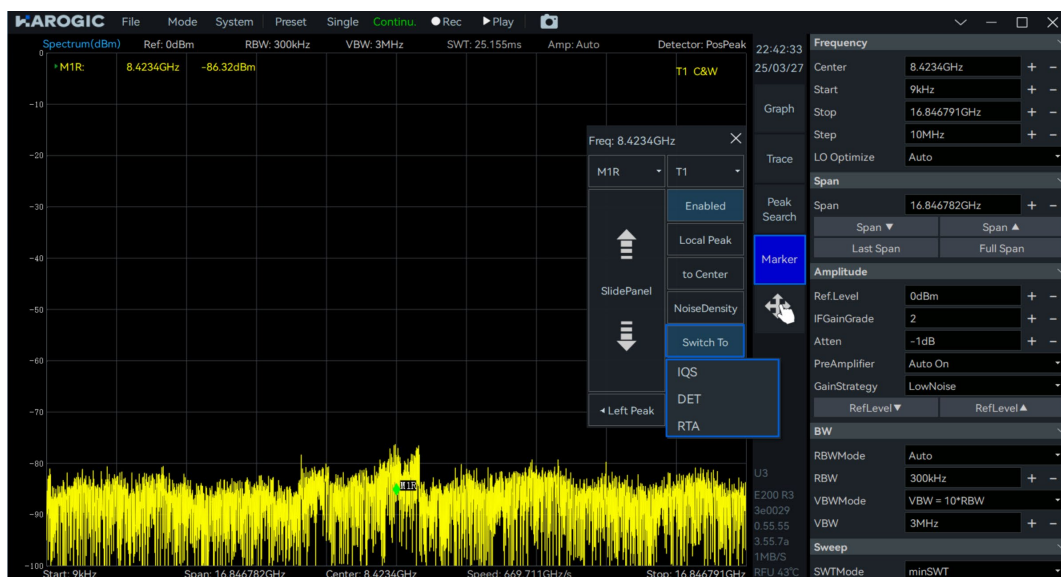 HAROGIC File Mode System Preset Single Continu. Rec Play
Spectrum(dBm) Ref: 0dBm RBW: 300kHz VBW: 3MHz SWT: 25.155ms Amp: Auto Detector: PosPeak
M1R: 8.4234GHz -86.32dBm
T1 C&W
0
-10
-20
-30
-40
-50
-60
-70
-80
-90
-100
M1R
Start: 9kHz Span: 16.846782GHz Center: 8.4234GHz Speed: 669.711GHz/s Stop: 16.846791GHz
Freq: 8.4234GHz
M1R T1
Enabled
Local Peak
to Center
SlidePanel
NoiseDensity
Switch To
IQS
DET
RTA
Left Peak
22:42:33
25/03/27
Graph
Trace
Peak
Search
Marker
U3
E200 R3
3e0029
0.55.55
3.55.7a
1MB/S
RFU 43℃
Frequency
Center 8.4234GHz + -
Start 9kHz + -
Stop 16.846791GHz + -
Step 10MHz + -
LO Optimize Auto
Span
Span 16.846782GHz + -
Span ▼ Span ▲
Last Span Full Span
Amplitude
Ref.Level 0dBm + -
IFGainGrade 2 + -
Atten -1dB + -
PreAmplifier Auto On
GainStrategy LowNoise
RefLevel▼ RefLevel▲
BW
RBWMode Auto
RBW 300kHz + -
VBWMode VBW = 10*RBW
VBW 3MHz + -
Sweep
SWTMode minSWT